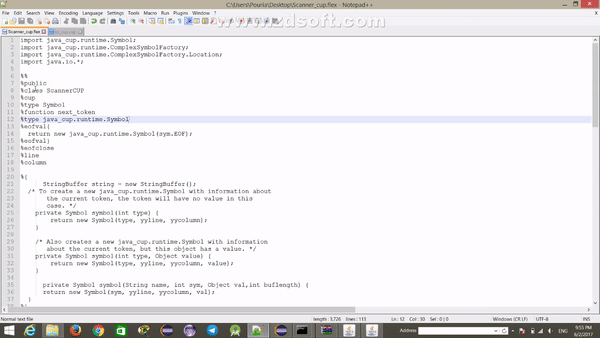 C:\Users\Pouria\Desktop\Scanner_cup.flex - Notepad++
File Edit Search View Encoding Language Settings Macro Run Plugins Window ?
Scanner_cup.flex
1 import java_cup.runtime.Symbol;
2 import java_cup.runtime.ComplexSymbolFactory;
3 import java_cup.runtime.ComplexSymbolFactory.Location;
4 import java.io.*;
5
6 %%
7 %public
8 %class ScannerCUP
9 %cup
10 %type Symbol
11 %function next_token
12 %type java_cup.runtime.Symbol
13 %eofval{
14 return new java_cup.runtime.Symbol(sym.EOF);
15 %eofval}
16 %eofclose
17 %line
18 %column
19
20 %{
21 StringBuffer string = new StringBuffer();
22 /* To create a new java_cup.runtime.Symbol with information about
23 the current token, the token will have no value in this
24 case. */
25 private Symbol symbol(int type) {
26 return new Symbol(type, yyline, yycolumn);
27 }
28
29 /* Also creates a new java_cup.runtime.Symbol with information
30 about the current token, but this object has a value. */
31 private Symbol symbol(int type, Object value) {
32 return new Symbol(type, yyline, yycolumn, value);
33 }
34
35 private Symbol symbol(String name, int sym, Object val,int buflength) {
36 return new Symbol(sym, yyline, yycolumn, val);
37 }
Normal text file length : 3,726 lines : 113 Ln : 12 Col : 30 Sel : 0 | 0 Windows (CR LF) UTF-8 INS
Address
9:55 PM
6/2/2017